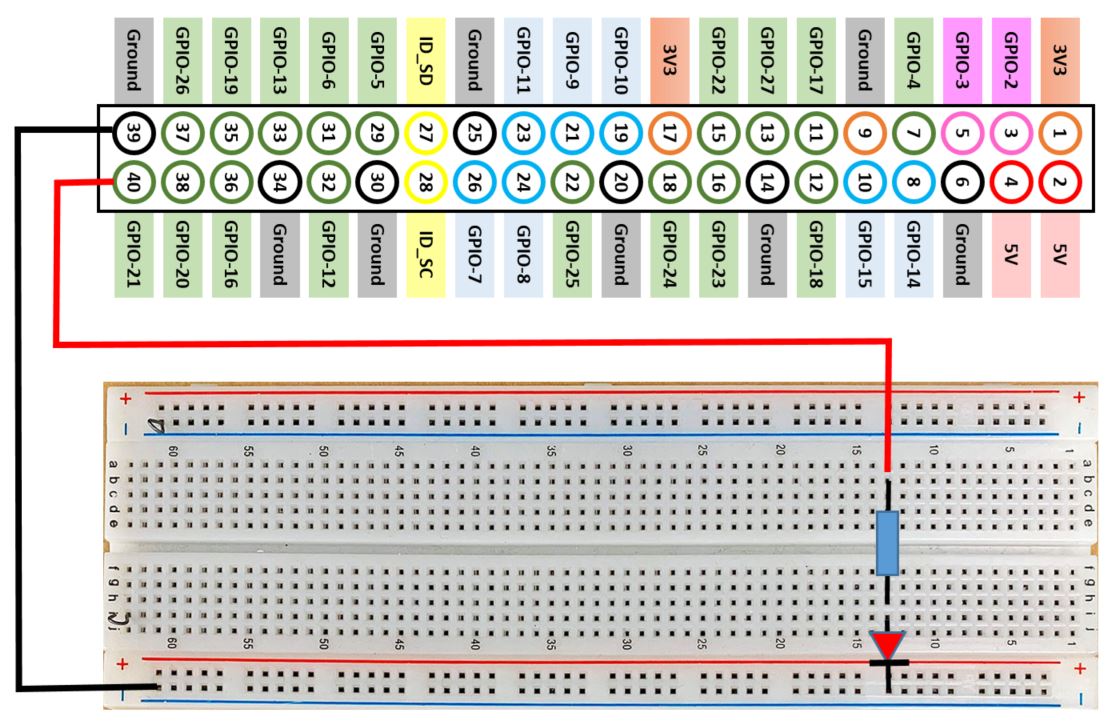 Ground GPIO-26 GPIO-19 GPIO-13 GPIO-6 GPIO-5 ID_SD Ground GPIO-11 GPIO-9 GPIO-10 3V3 GPIO-22 GPIO-27 GPIO-17 Ground GPIO-4 GPIO-3 GPIO-2 3V3
39 37 35 33 31 29 27 25 23 21 19 17 15 13 11 9 7 5 3 1
40 38 36 34 32 30 28 26 24 22 20 18 16 14 12 10 8 6 4 2
GPIO-21 GPIO-20 GPIO-16 Ground GPIO-12 Ground ID_SC GPIO-7 GPIO-8 GPIO-25 Ground GPIO-24 GPIO-23 Ground GPIO-18 GPIO-15 GPIO-14 Ground 5V 5V
+ +
- -
60 55 50 45 40 35 30 25 20 15 10 5 1
a a
b b
c c
d d
e e
f f
g g
h h
i i
j j
60 55 50 45 40 35 30 25 20 15 10 5 1
+ +
- -